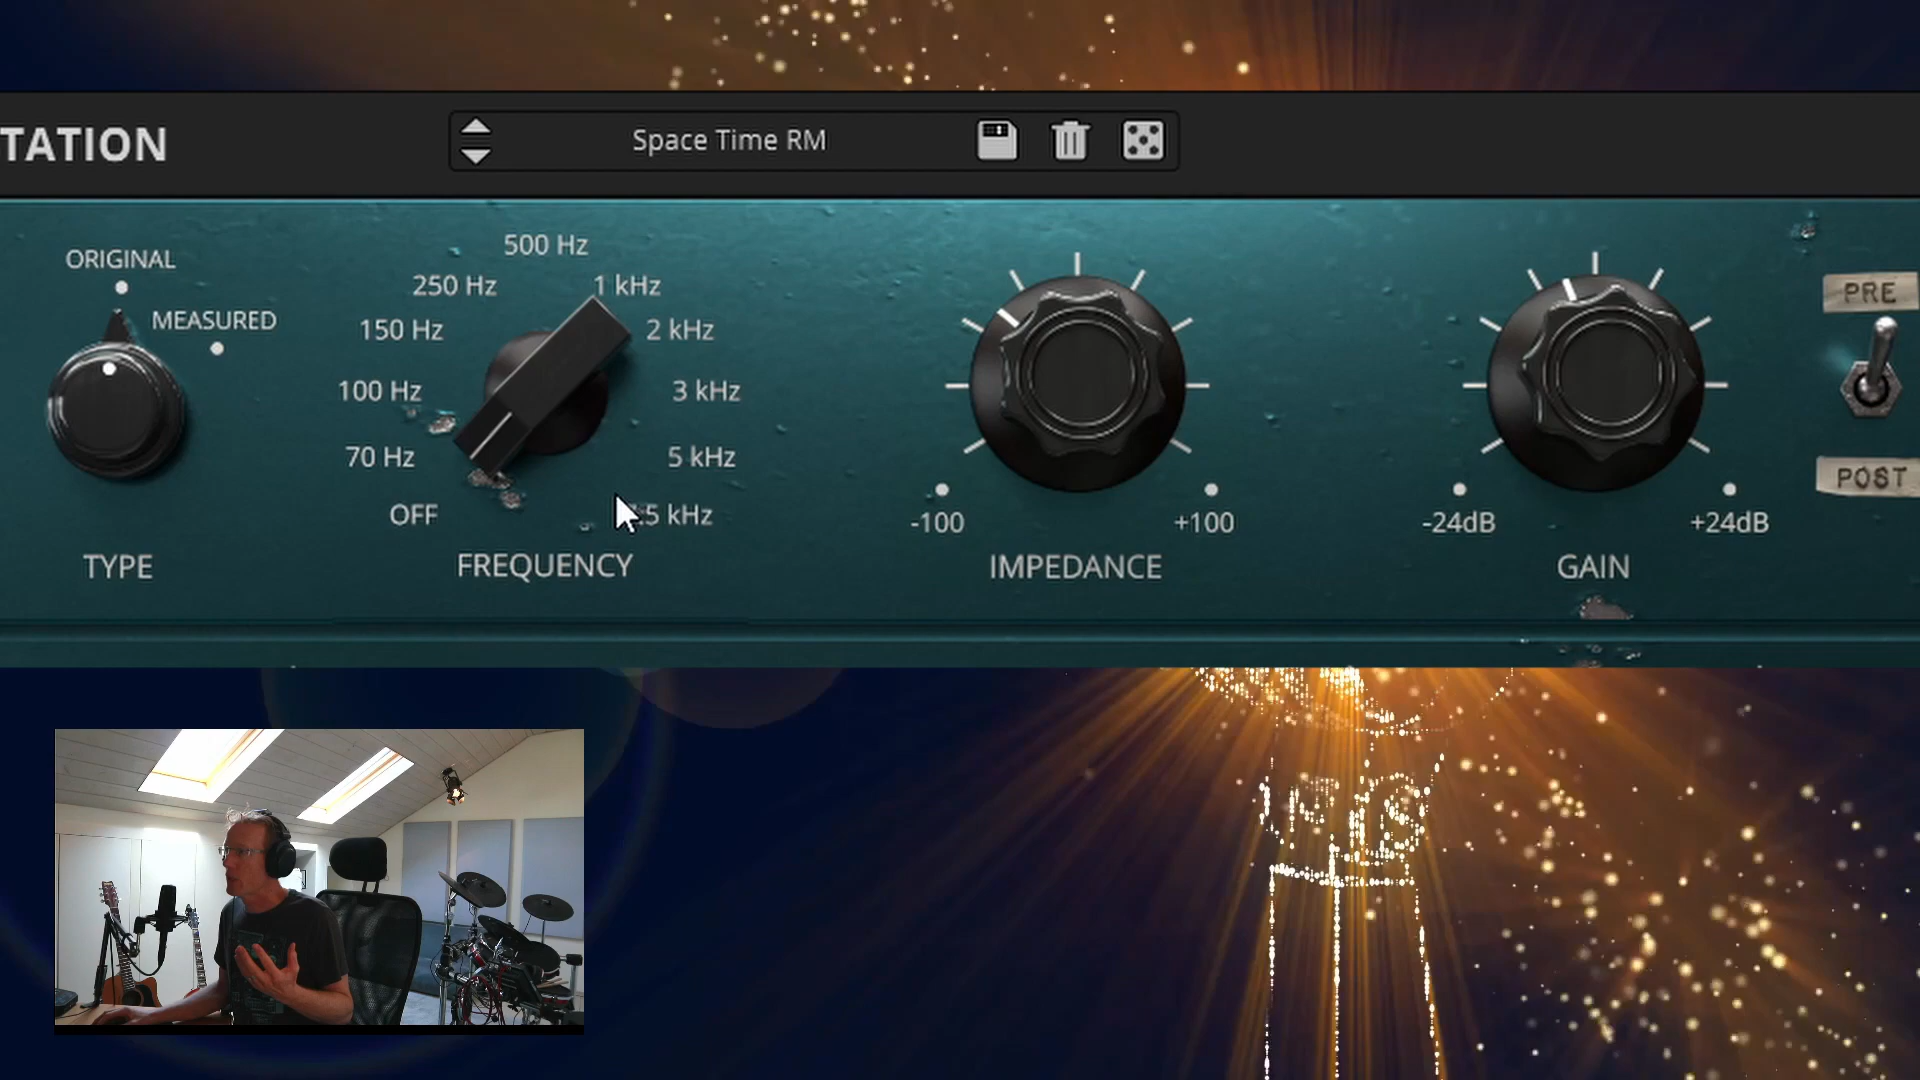 TATION
Space Time RM
ORIGINAL
MEASURED
TYPE
500 Hz
250 Hz
1 kHz
150 Hz
2 kHz
100 Hz
3 kHz
70 Hz
5 kHz
OFF
.5 kHz
FREQUENCY
-100
+100
IMPEDANCE
-24dB
+24dB
GAIN
PRE
POST